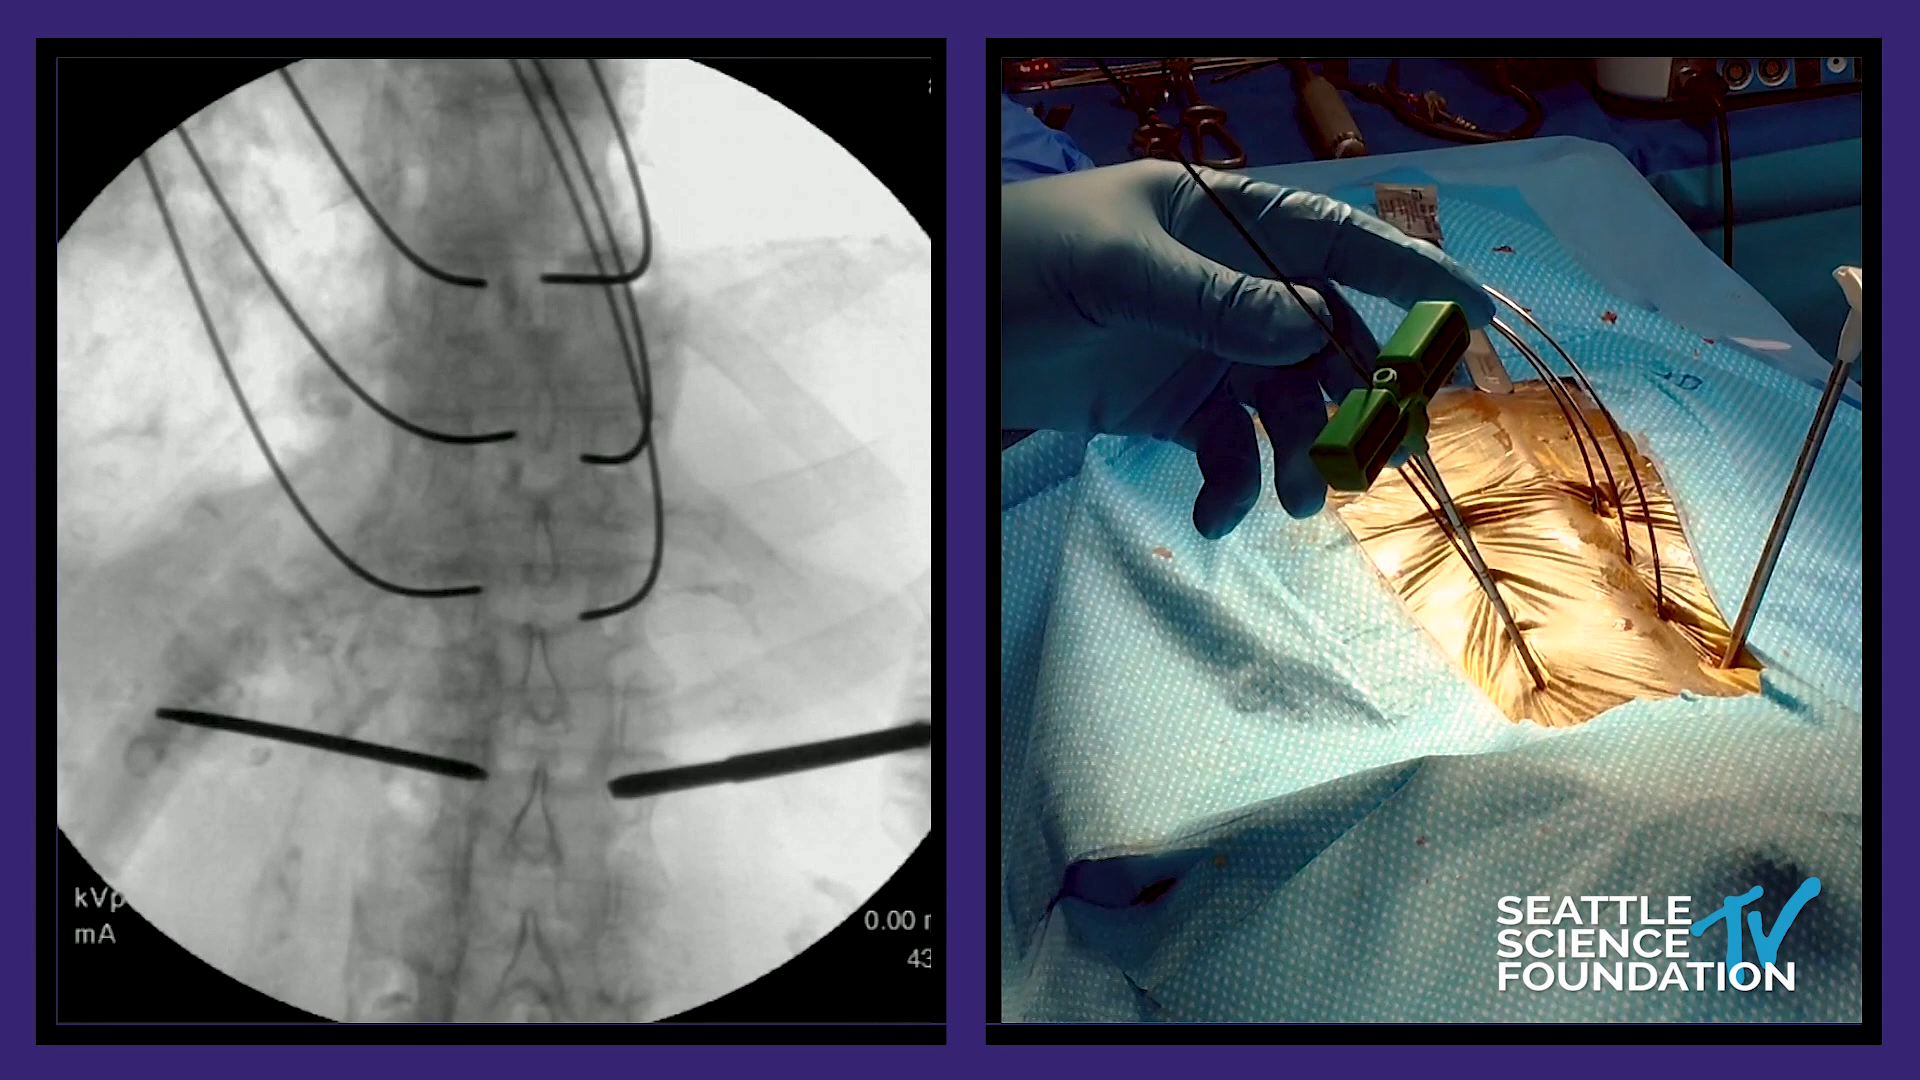 kVp
mA
0.00
43
SEATTLE
SCIENCE
FOUNDATION
TV